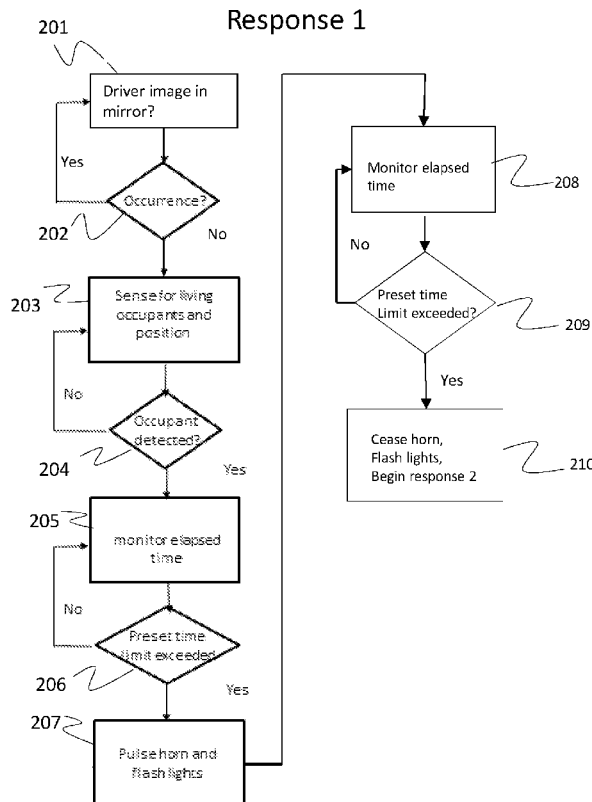 Response 1
201
Driver image in
mirror?
Yes
Occurrence?
202
No
203
Sense for living
occupants and
position
No
Occupant
detected?
204
Yes
205
monitor elapsed
time
No
Preset time
limit exceeded
206
Yes
207
Pulse horn and
flash lights
Monitor elapsed
time
208
No
Preset time
Limit exceeded?
209
Yes
Cease horn,
Flash lights,
Begin response 2
210